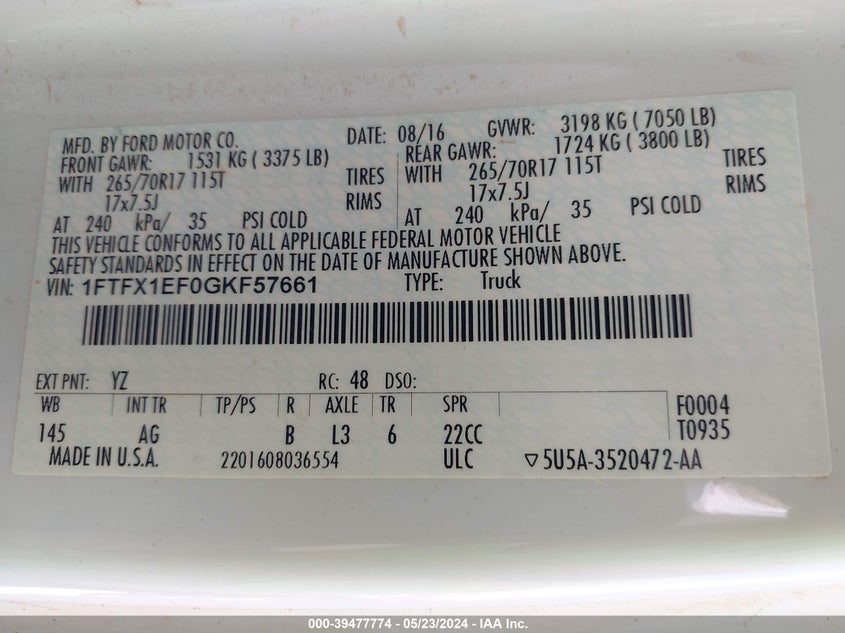 MFD. BY FORD MOTOR CO. DATE: 08/16 GVWR: 3198 KG ( 7050 LB)
FRONT GAWR: 1531 KG ( 3375 LB) REAR GAWR: 1724 KG ( 3800 LB)
WITH 265/70R17 115T TIRES WITH 265/70R17 115T TIRES
17x7.5J RIMS 17x7.5J RIMS
AT 240 kPa/ 35 PSI COLD AT 240 kPa/ 35 PSI COLD
THIS VEHICLE CONFORMS TO ALL APPLICABLE FEDERAL MOTOR VEHICLE
SAFETY STANDARDS IN EFFECT ON THE DATE OF MANUFACTURE SHOWN ABOVE.
VIN: 1FTFX1EF0GKF57661 TYPE: Truck
EXT PNT: YZ RC: 48 DSO:
WB INT TR TP/PS R AXLE TR SPR F0004
145 AG B L3 6 22CC T0935
MADE IN U.S.A. 2201608036554 ULC ▽5U5A-3520472-AA
000-39477774 - 05/23/2024 - IAA Inc.